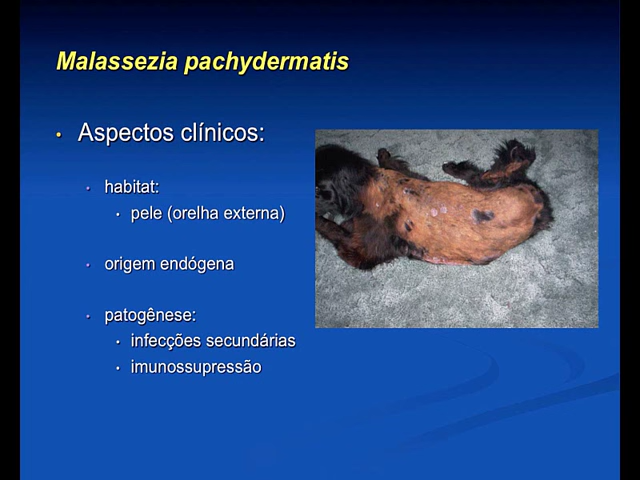 Malassezia pachydermatis
• Aspectos clínicos:
• habitat:
• pele (orelha externa)
• origem endógena
• patogênese:
• infecções secundárias
• imunossupressão